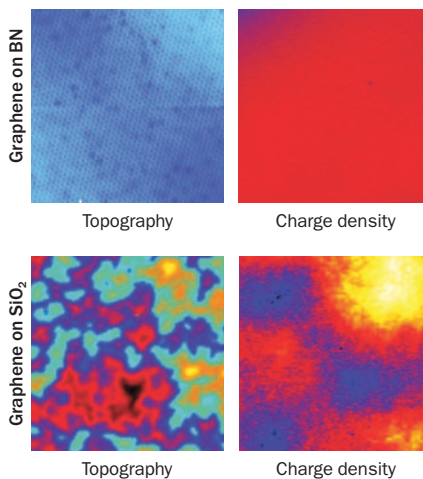 Graphene on BN
Topography
Charge density
Graphene on SiO₂
Topography
Charge density